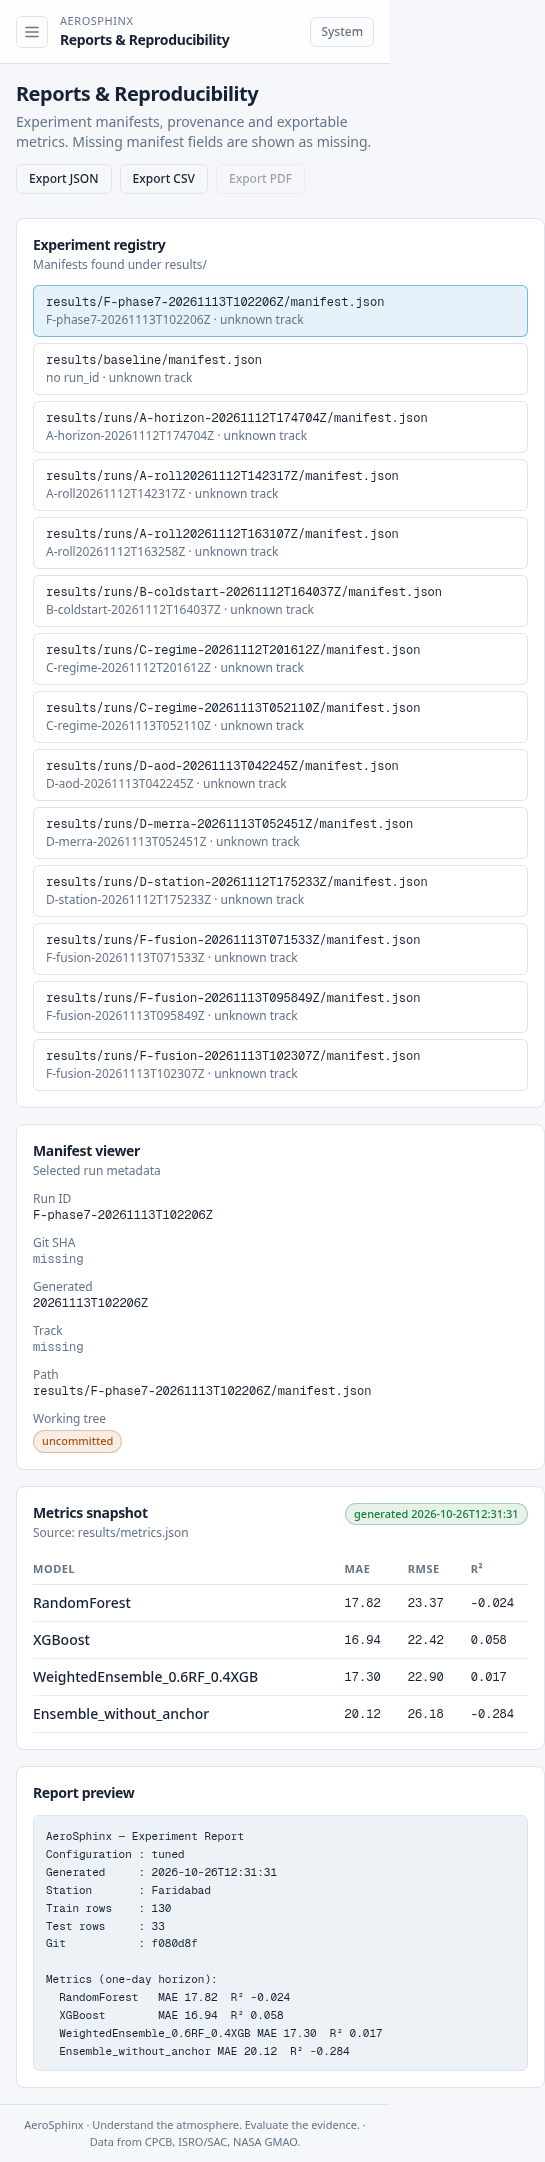 AEROSPHINX
Reports & Reproducibility
System
Reports & Reproducibility
Experiment manifests, provenance and exportable
metrics. Missing manifest fields are shown as missing.
Export JSON
Export CSV
Export PDF
Experiment registry
Manifests found under results/
results/F-phase7-20261113T102206Z/manifest.json
F-phase7-20261113T102206Z · unknown track
results/baseline/manifest.json
no run_id · unknown track
results/runs/A-horizon-20261112T174704Z/manifest.json
A-horizon-20261112T174704Z · unknown track
results/runs/A-roll20261112T142317Z/manifest.json
A-roll20261112T142317Z · unknown track
results/runs/A-roll20261112T163107Z/manifest.json
A-roll20261112T163258Z · unknown track
results/runs/B-coldstart-20261112T164037Z/manifest.json
B-coldstart-20261112T164037Z · unknown track
results/runs/C-regime-20261112T201612Z/manifest.json
C-regime-20261112T201612Z · unknown track
results/runs/C-regime-20261113T052110Z/manifest.json
C-regime-20261113T052110Z · unknown track
results/runs/D-aod-20261113T042245Z/manifest.json
D-aod-20261113T042245Z · unknown track
results/runs/D-merra-20261113T052451Z/manifest.json
D-merra-20261113T052451Z · unknown track
results/runs/D-station-20261112T175233Z/manifest.json
D-station-20261112T175233Z · unknown track
results/runs/F-fusion-20261113T071533Z/manifest.json
F-fusion-20261113T071533Z · unknown track
results/runs/F-fusion-20261113T095849Z/manifest.json
F-fusion-20261113T095849Z · unknown track
results/runs/F-fusion-20261113T102307Z/manifest.json
F-fusion-20261113T102307Z · unknown track
Manifest viewer
Selected run metadata
Run ID
F-phase7-20261113T102206Z
Git SHA
missing
Generated
20261113T102206Z
Track
missing
Path
results/F-phase7-20261113T102206Z/manifest.json
Working tree
uncommitted
Metrics snapshot
generated 2026-10-26T12:31:31
Source: results/metrics.json
MODEL MAE RMSE R²
RandomForest 17.82 23.37 -0.024
XGBoost 16.94 22.42 0.058
WeightedEnsemble_0.6RF_0.4XGB 17.30 22.90 0.017
Ensemble_without_anchor 20.12 26.18 -0.284
Report preview
AeroSphinx — Experiment Report
Configuration : tuned
Generated : 2026-10-26T12:31:31
Station : Faridabad
Train rows : 130
Test rows : 33
Git : f080d8f
Metrics (one-day horizon):
RandomForest MAE 17.82 R² -0.024
XGBoost MAE 16.94 R² 0.058
WeightedEnsemble_0.6RF_0.4XGB MAE 17.30 R² 0.017
Ensemble_without_anchor MAE 20.12 R² -0.284
AeroSphinx · Understand the atmosphere. Evaluate the evidence. ·
Data from CPCB, ISRO/SAC, NASA GMAO.